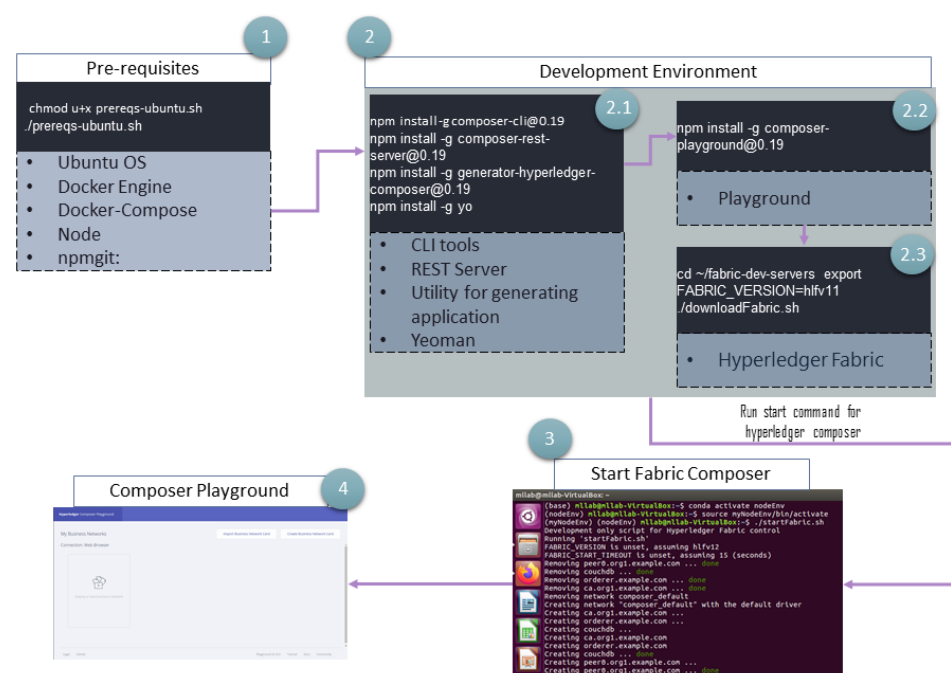 1
Pre-requisites
chmod u+x prereqs-ubuntu.sh
./prereqs-ubuntu.sh
• Ubuntu OS
• Docker Engine
• Docker-Compose
• Node
• npmgit:
2
Development Environment
2.1
npm install-g composer-cli@0.19
npm install -g composer-rest-
server@0.19
npm install -g generator-hyperledger-
composer@0.19
npm install -g yo
• CLI tools
• REST Server
• Utility for generating
application
• Yeoman
2.2
npm install -g composer-
playground@0.19
• Playground
2.3
cd ~/fabric-dev-servers export
FABRIC_VERSION=hlfv11
./downloadFabric.sh
• Hyperledger Fabric
Run start command for
hyperledger composer
3
Start Fabric Composer
mllab@mllab-VirtualBox: ~
(base) mllab@mllab-VirtualBox:~$ conda activate nodeEnv
(nodeEnv) mllab@mllab-VirtualBox:~$ source myNodeEnv/bin/activate
(myNodeEnv) (nodeEnv) mllab@mllab-VirtualBox:~$ ./startFabric.sh
Development only script for Hyperledger Fabric control
Running 'startFabric.sh'
FABRIC_VERSION is unset, assuming hlfv12
FABRIC_START_TIMEOUT is unset, assuming 15 (seconds)
Removing peer0.org1.example.com ... done
Removing couchdb ... done
Removing orderer.example.com ... done
Removing ca.org1.example.com ... done
Removing network composer_default
Creating network "composer_default" with the default driver
Creating ca.org1.example.com ...
Creating orderer.example.com ...
Creating couchdb ...
Creating ca.org1.example.com
Creating orderer.example.com
Creating couchdb ... done
Creating peer0.org1.example.com ...
Creating peer0.org1.example.com ... done
4
Composer Playground
Hyperledger Composer Playground
My Business Networks
Import Business Network Card
Create Business Network Card
Connection: Web Browser